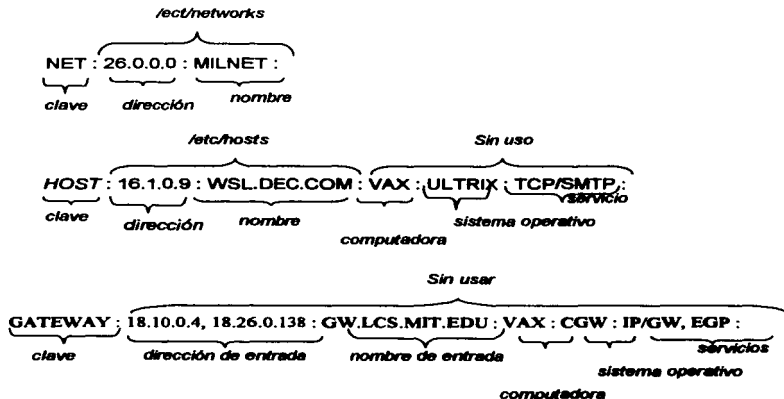 /ect/networks
NET : 26.0.0.0 : MILNET :
clave dirección nombre
/etc/hosts Sin uso
HOST : 16.1.0.9 : WSL.DEC.COM : VAX : ULTRIX : TCP/SMTP :
servicio
clave dirección nombre sistema operativo
computadora
Sin usar
GATEWAY : 18.10.0.4, 18.26.0.138 : GW.LCS.MIT.EDU : VAX : CGW : IP/GW, EGP :
clave dirección de entrada nombre de entrada servicios
sistema operativo
computadora